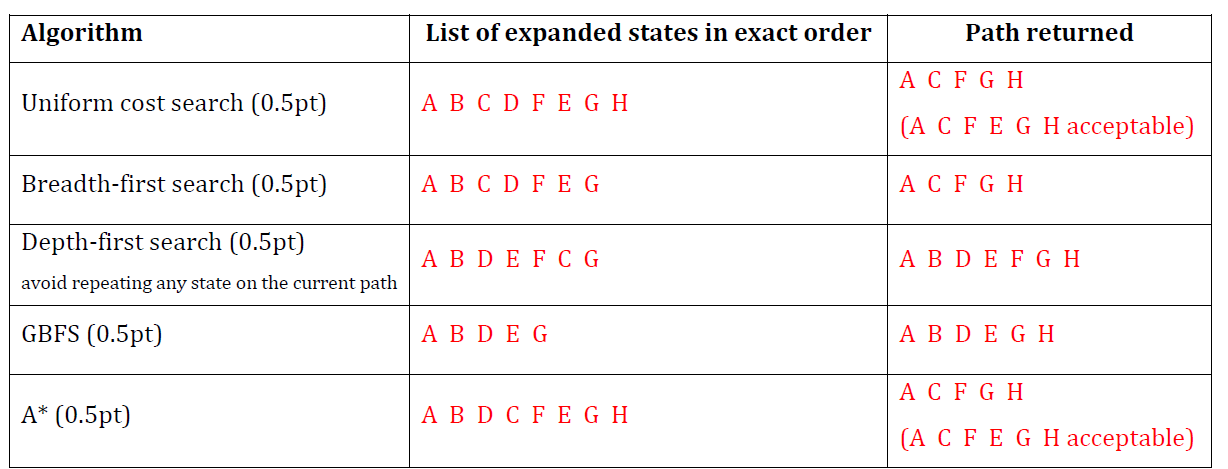 Algorithm
List of expanded states in exact order
Path returned
Uniform cost search (0.5pt)
A B C D F E G H
A C F G H
(A C F E G H acceptable)
Breadth-first search (0.5pt)
A B C D F E G
A C F G H
Depth-first search (0.5pt)
avoid repeating any state on the current path
A B D E F C G
A B D E F G H
GBFS (0.5pt)
A B D E G
A B D E G H
A* (0.5pt)
A B D C F E G H
A C F G H
(A C F E G H acceptable)